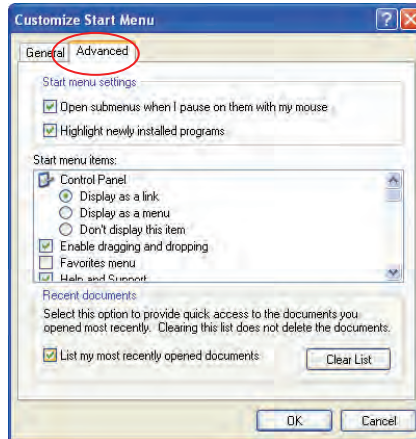 Customize Start Menu
General Advanced
Start menu settings
Open submenus when I pause on them with my mouse
Highlight newly installed programs
Start menu items:
Control Panel
Display as a link
Display as a menu
Don't display this item
Enable dragging and dropping
Favorites menu
Help and Support
Recent documents
Select this option to provide quick access to the documents you
opened most recently. Clearing this list does not delete the documents.
List my most recently opened documents Clear List
OK Cancel